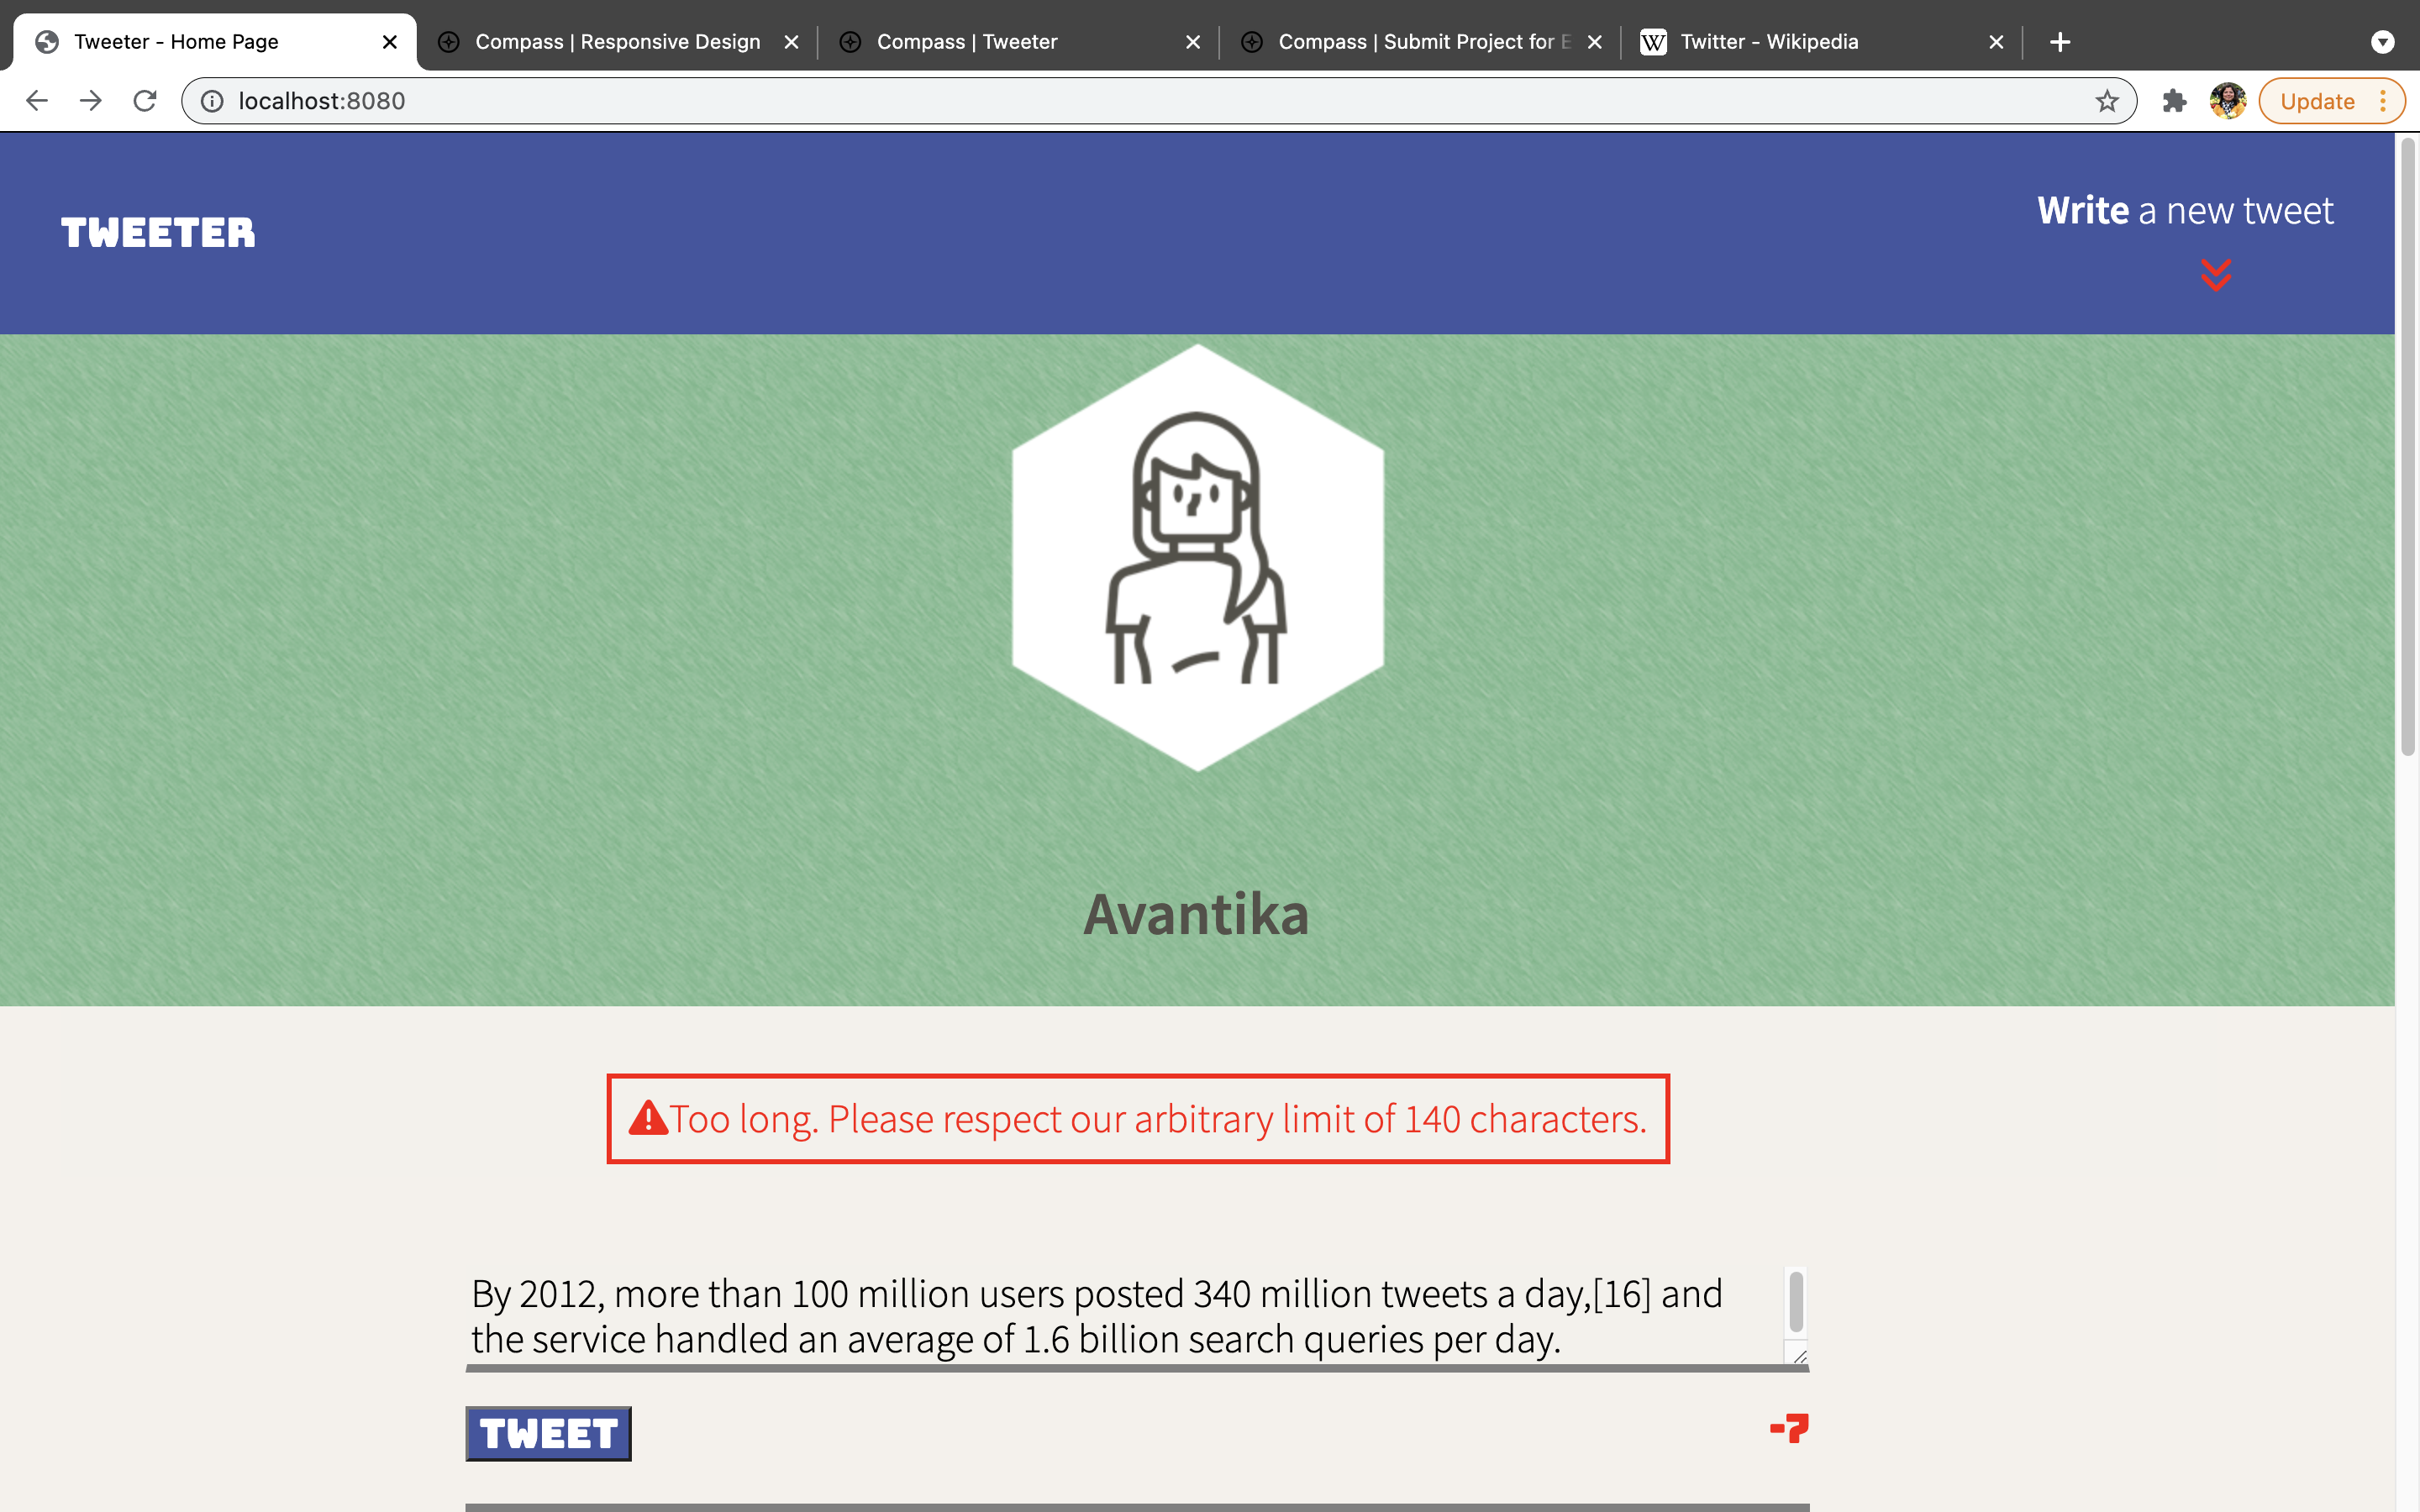 Tweeter - Home Page
Compass | Responsive Design
Compass | Tweeter
Compass | Submit Project for E
W Twitter - Wikipedia
localhost:8080
Update
TWEETER
Write a new tweet
Avantika
Too long. Please respect our arbitrary limit of 140 characters.
By 2012, more than 100 million users posted 340 million tweets a day,[16] and
the service handled an average of 1.6 billion search queries per day.
TWEET
-7